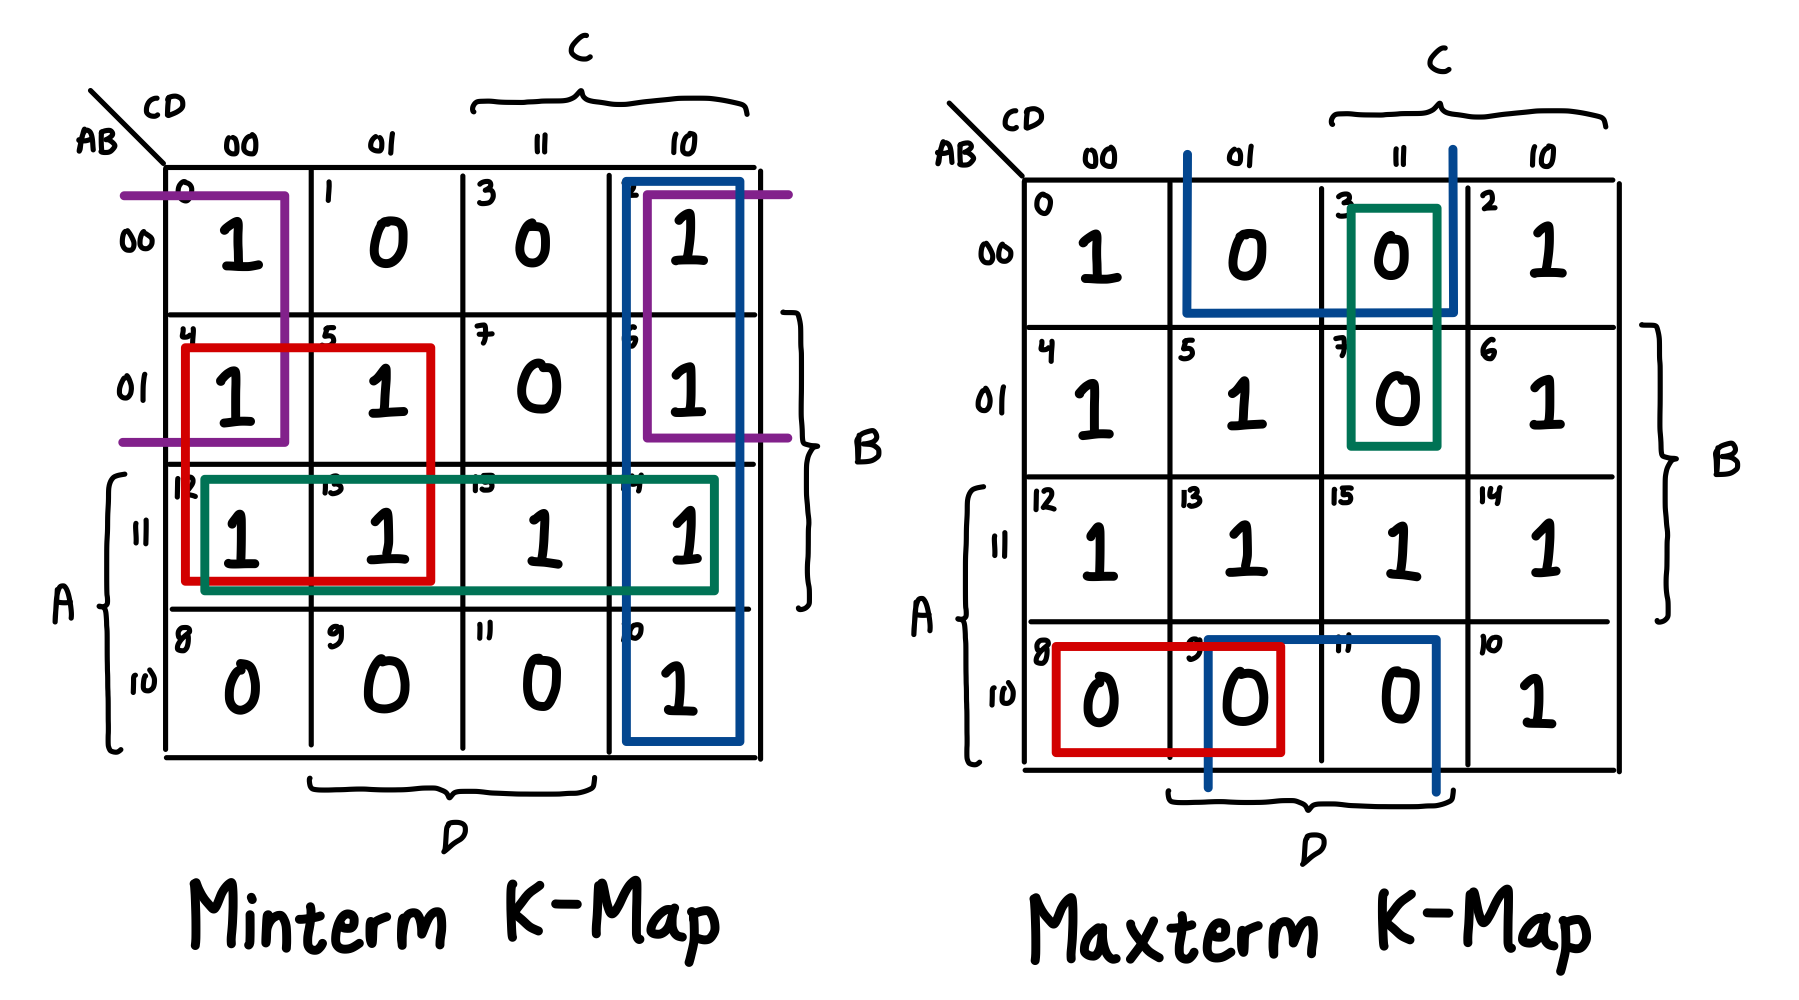 C
CD
AB 00 01 11 10
0 1 3 2
00 1 0 0 1
4 5 7 6
01 1 1 0 1
B
12 13 15 14
11 1 1 1 1
A
8 9 11 10
10 0 0 0 1
D
Minterm K-Map
C
CD
AB 00 01 11 10
0 3 2
00 1 0 0 1
4 5 7 6
01 1 1 0 1
B
12 13 15 14
11 1 1 1 1
A
8 9 11 10
10 0 0 0 1
D
Maxterm K-Map